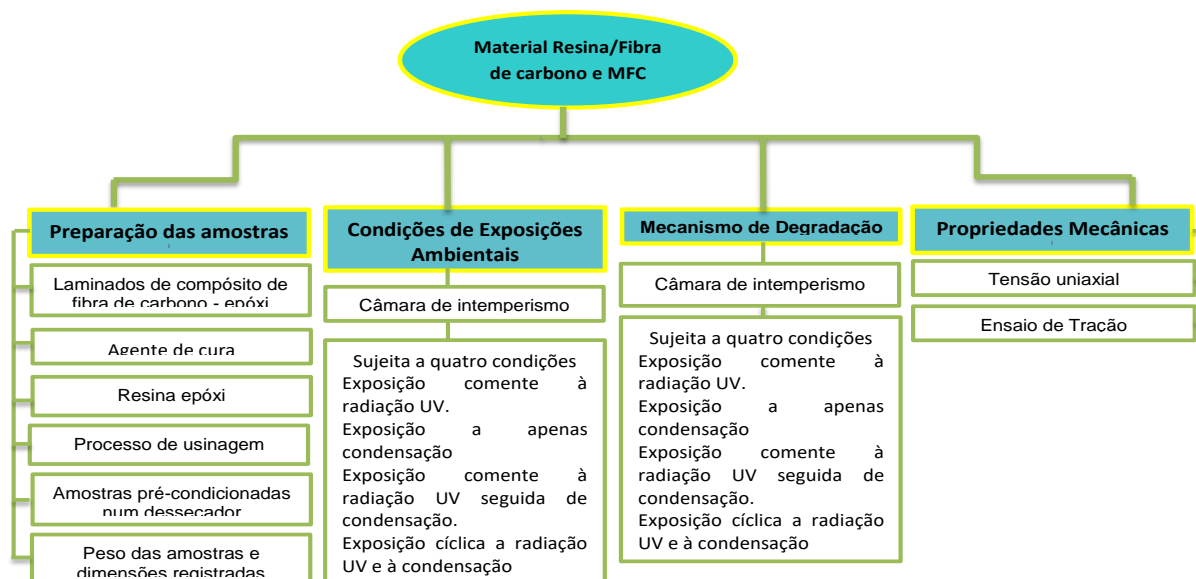 Material Resina/Fibra
de carbono e MFC
Preparação das amostras
Laminados de compósito de
fibra de carbono - epóxi
Agente de cura
Resina epóxi
Processo de usinagem
Amostras pré-condicionadas
num dessecador
Peso das amostras e
dimensões registradas
Condições de Exposições
Ambientais
Câmara de intemperismo
Sujeita a quatro condições
Exposição comente à
radiação UV.
Exposição a apenas
condensação
Exposição comente à
radiação UV seguida de
condensação.
Exposição cíclica a radiação
UV e à condensação
Mecanismo de Degradação
Câmara de intemperismo
Sujeita a quatro condições
Exposição comente à
radiação UV.
Exposição a apenas
condensação
Exposição comente à
radiação UV seguida de
condensação.
Exposição cíclica a radiação
UV e à condensação
Propriedades Mecânicas
Tensão uniaxial
Ensaio de Tração